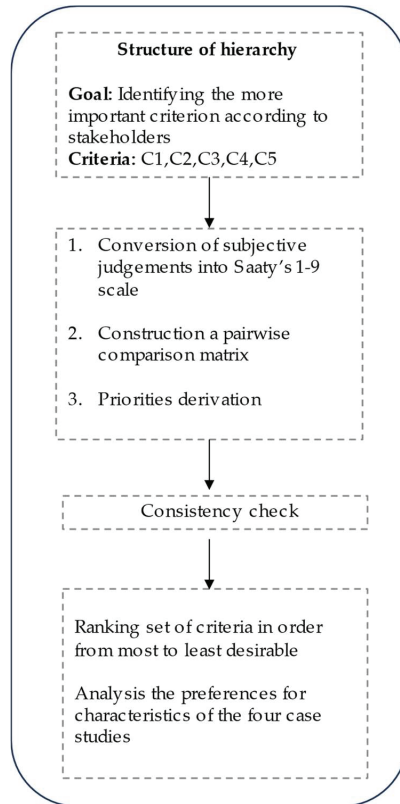 Structure of hierarchy
Goal: Identifying the more
important criterion according to
stakeholders
Criteria: C1,C2,C3,C4,C5
1. Conversion of subjective
judgements into Saaty's 1-9
scale
2. Construction a pairwise
comparison matrix
3. Priorities derivation
Consistency check
Ranking set of criteria in order
from most to least desirable
Analysis the preferences for
characteristics of the four case
studies